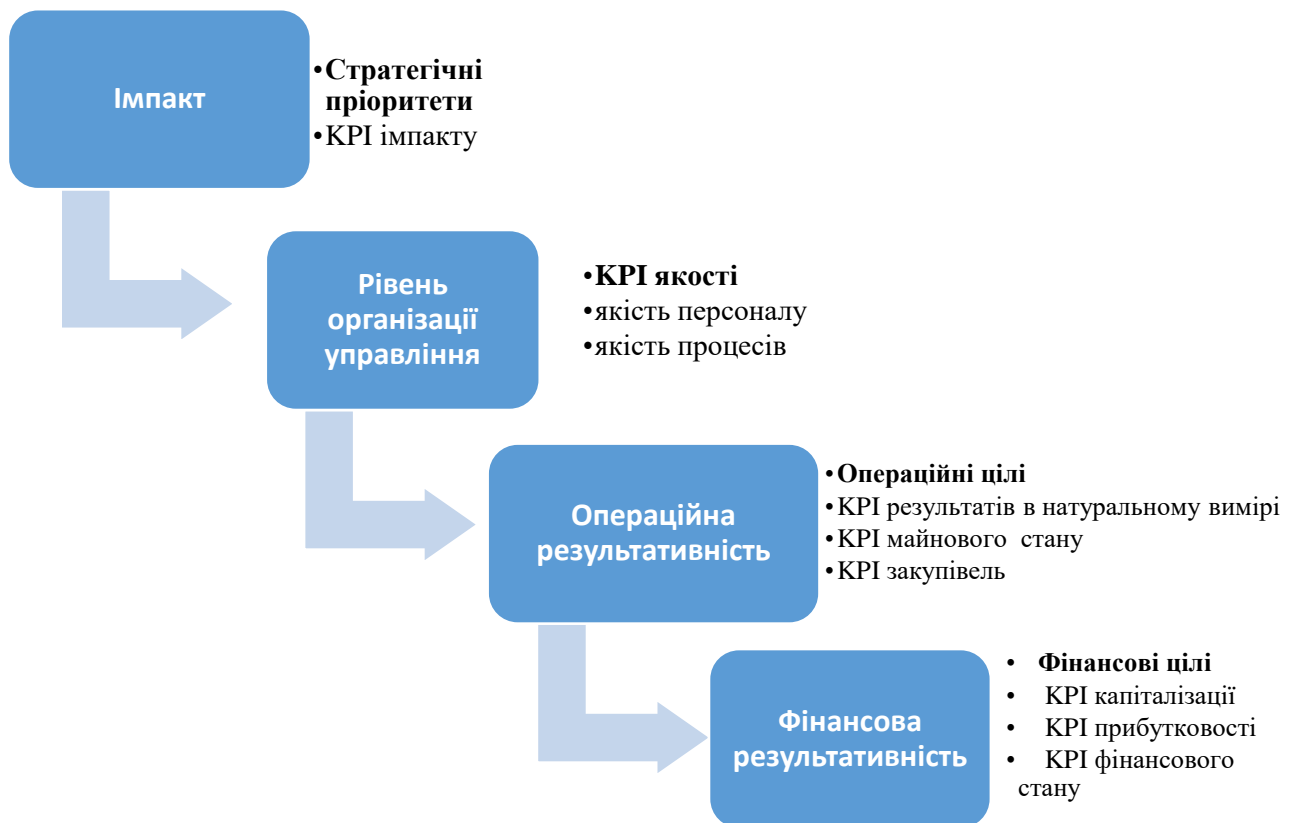 Імпакт
•Стратегічні
пріоритети
•KPI імпакту
Рівень
організації
управління
•KPI якості
•якість персоналу
•якість процесів
Операційна
результативність
•Операційні цілі
•KPI результатів в натуральному вимірі
•KPI майнового стану
•KPI закупівель
Фінансова
результативність
• Фінансові цілі
• KPI капіталізації
• KPI прибутковості
• KPI фінансового
стану